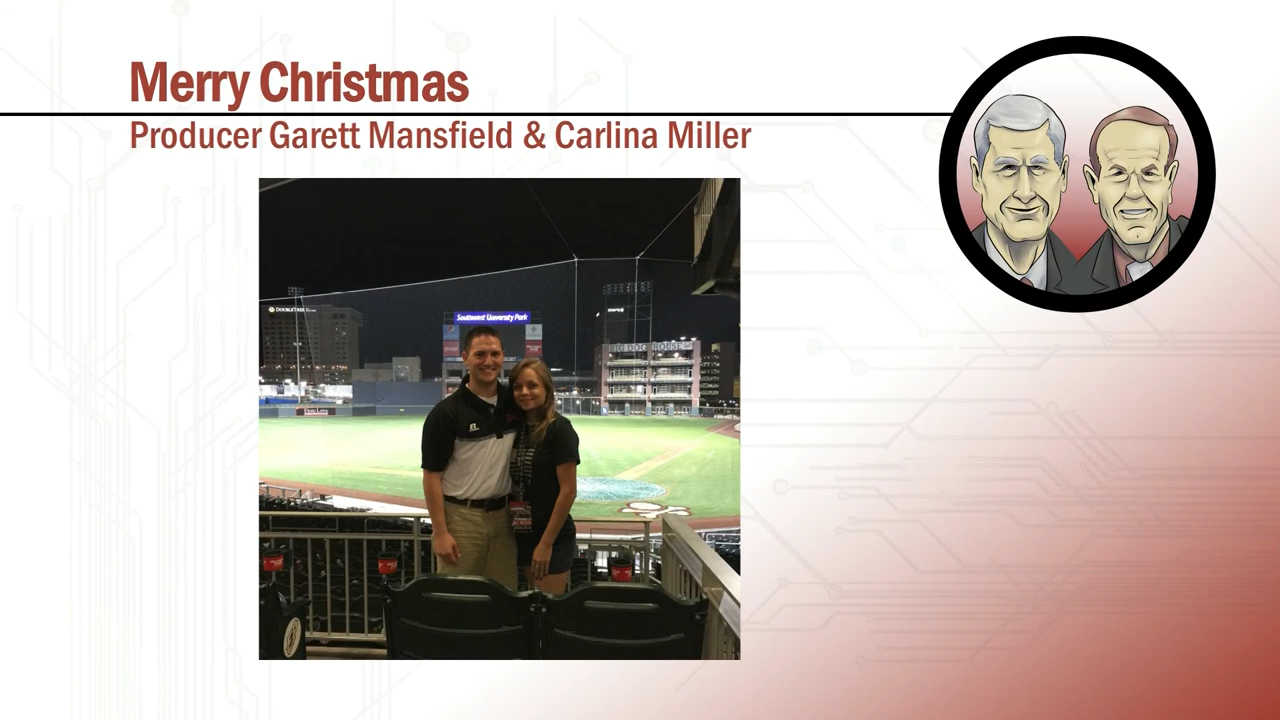 Merry Christmas
Producer Garett Mansfield & Carlina Miller
Southwest University Park
DOUBLETREE
BIG DOG HOUSE